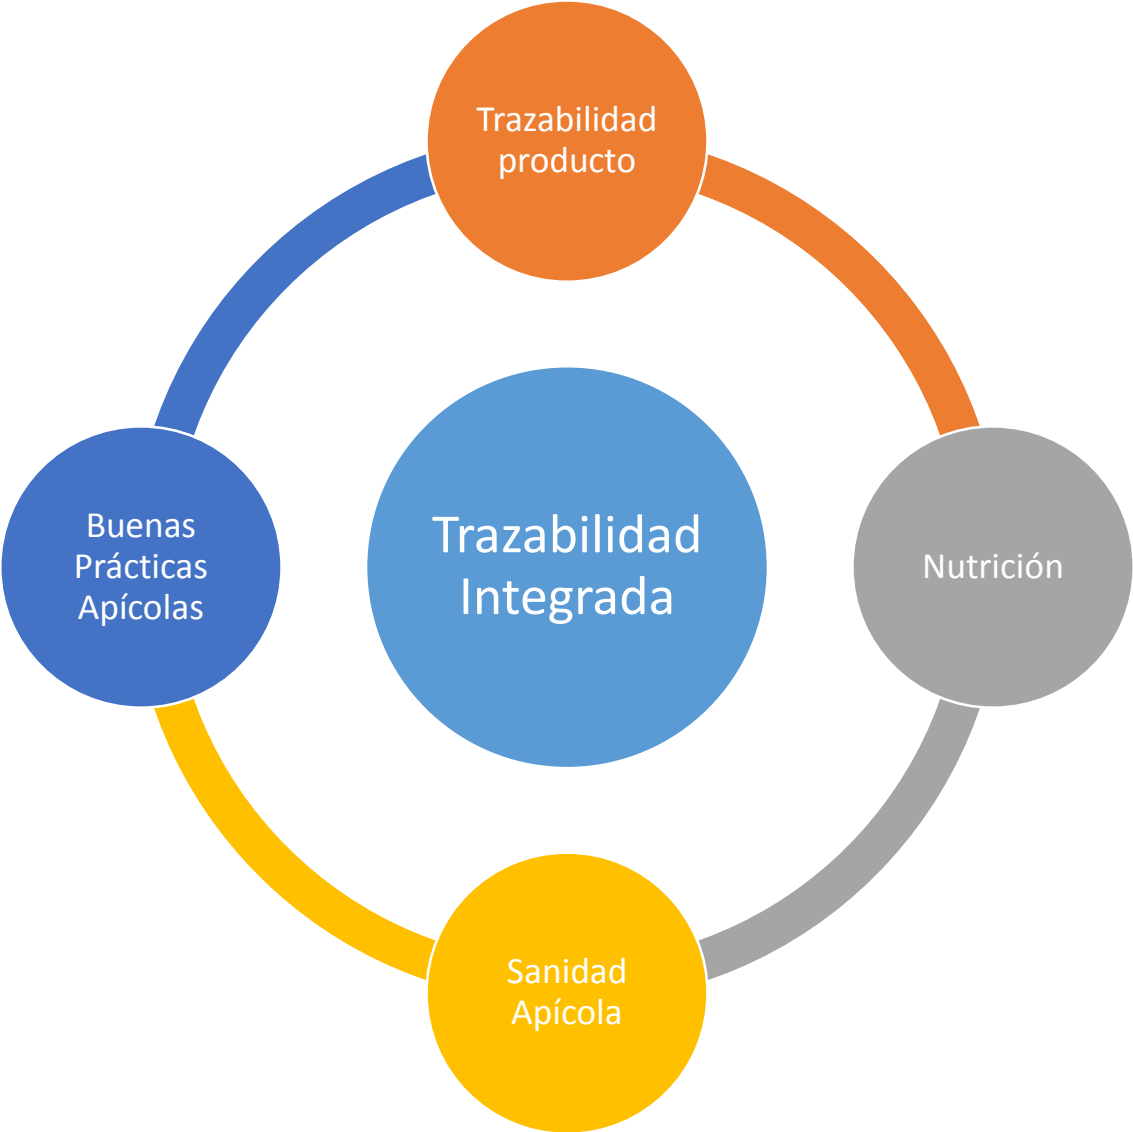 Trazabilidad
producto
Buenas
Prácticas
Apícolas
Trazabilidad
Integrada
Nutrición
Sanidad
Apícola